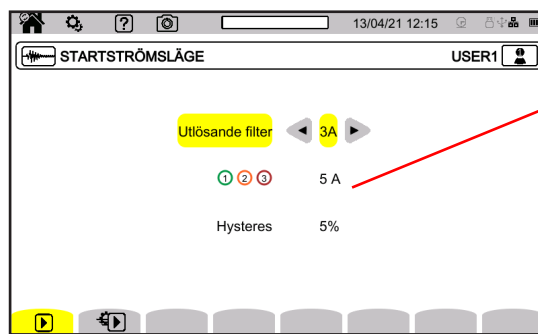 ?
13/04/21 12:15
STARTSTRÖMSLÄGE
USER1
Utlösande filter 3A
1 2 3 5 A
Hysteres 5%